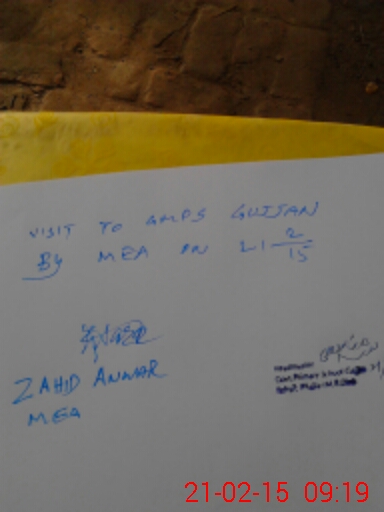 VISIT TO GMPS GUJJAN
By MEA ON 21 2/15
ZAHID ANWAR
MEA
21-02-15 09:19